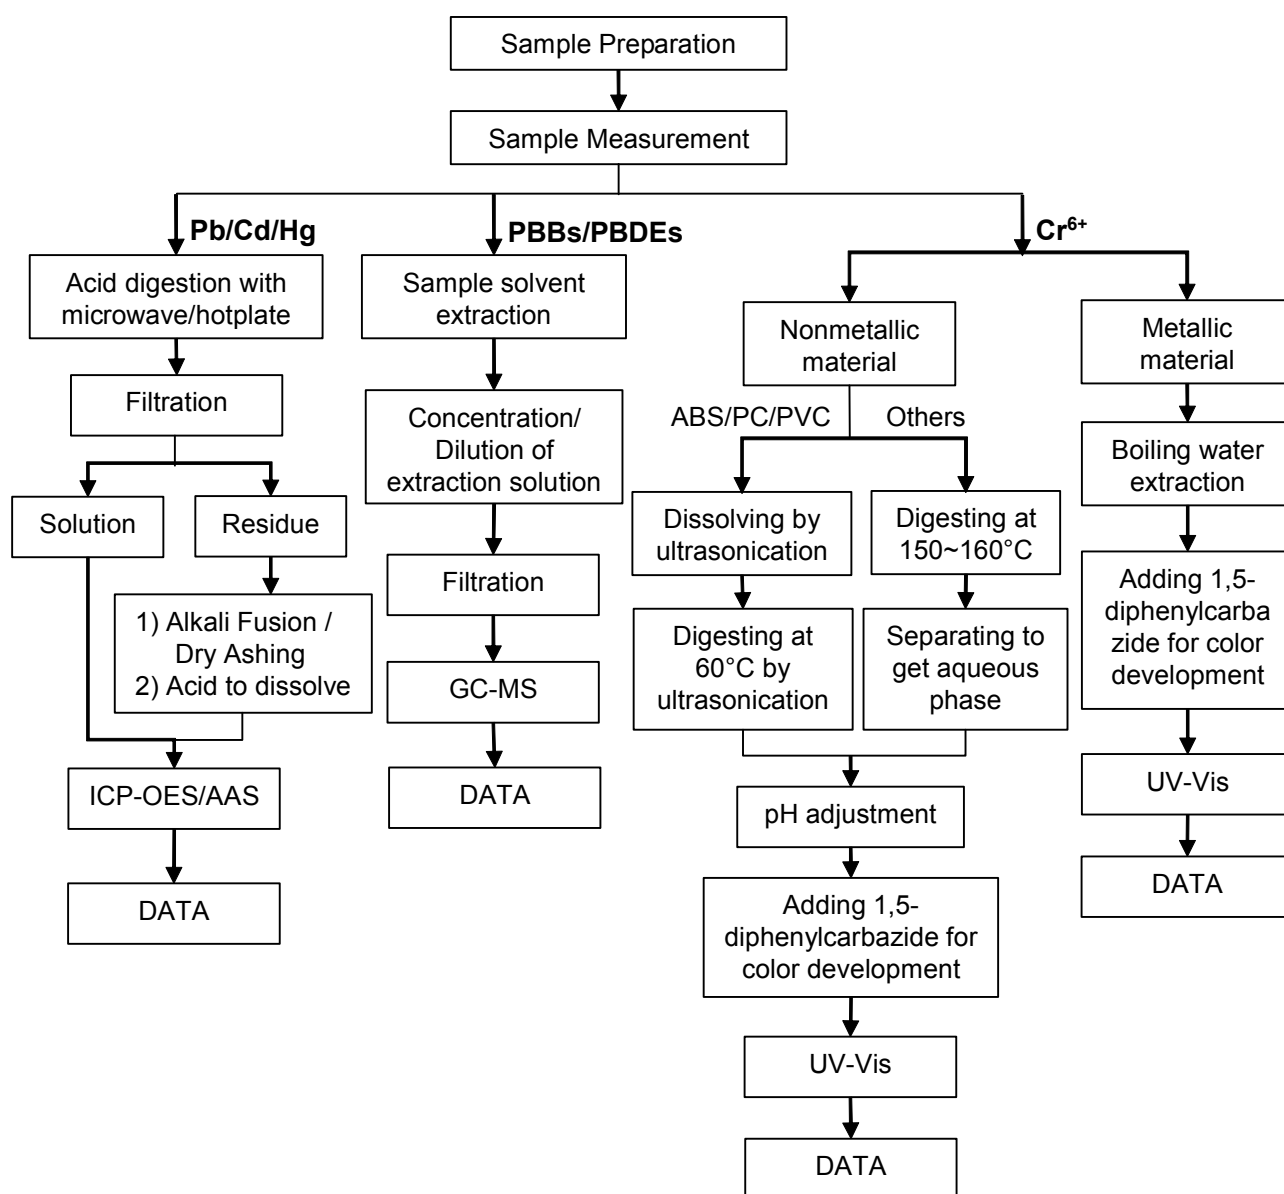 Sample Preparation
Sample Measurement
Pb/Cd/Hg
Acid digestion with
microwave/hotplate
Filtration
Solution
Residue
1) Alkali Fusion /
Dry Ashing
2) Acid to dissolve
ICP-OES/AAS
DATA
PBBs/PBDEs
Sample solvent
extraction
Concentration/
Dilution of
extraction solution
Filtration
GC-MS
DATA
Cr⁶⁺
Nonmetallic
material
ABS/PC/PVC
Others
Dissolving by
ultrasonication
Digesting at
60°C by
ultrasonication
Digesting at
150~160°C
Separating to
get aqueous
phase
pH adjustment
Adding 1,5-
diphenylcarbazide for
color development
UV-Vis
DATA
Metallic
material
Boiling water
extraction
Adding 1,5-
diphenylcarba
zide for color
development
UV-Vis
DATA